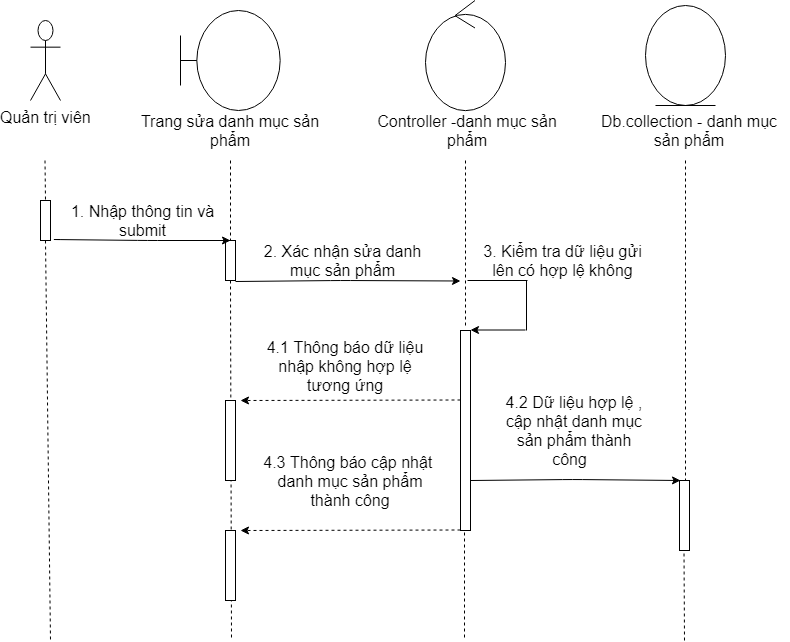 Quản trị viên
Trang sửa danh mục sản
phẩm
Controller -danh mục sản
phẩm
Db.collection - danh mục
sản phẩm
1. Nhập thông tin và
submit
2. Xác nhận sửa danh
mục sản phẩm
3. Kiểm tra dữ liệu gửi
lên có hợp lệ không
4.1 Thông báo dữ liệu
nhập không hợp lệ
tương ứng
4.2 Dữ liệu hợp lệ ,
cập nhật danh mục
sản phẩm thành
công
4.3 Thông báo cập nhật
danh mục sản phẩm
thành công